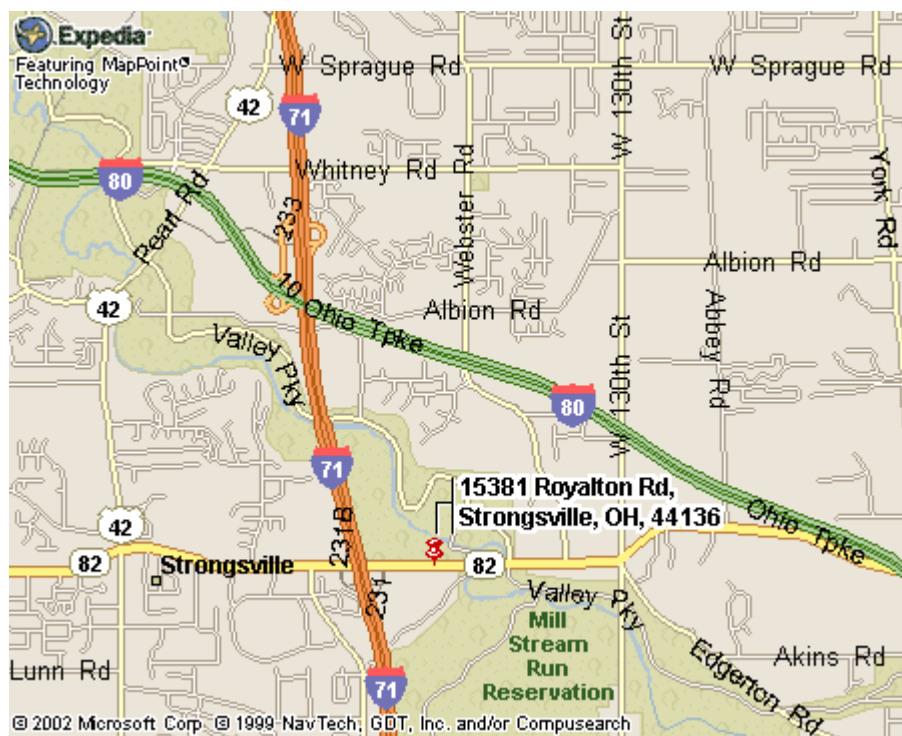 Expedia
Featuring MapPoint®
Technology
W Sprague Rd
W Sprague Rd
42
71
W 130th St
Whitney Rd
80
Pearl Rd
233
Webster Rd
York Rd
Albion Rd
42
10 Ohio Tpke
Albion Rd
Abbey Rd
Valley Pky
W 130th St
80
71
15381 Royalton Rd,
Strongsville, OH, 44136
42
231B
Ohio Tpke
82
Strongsville
82
231
Valley Pky
Mill
Stream
Run
Reservation
Lunn Rd
Edgerton Rd
Akins Rd
71
© 2002 Microsoft Corp © 1999 NavTech, GDT, Inc. and/or Compusearch